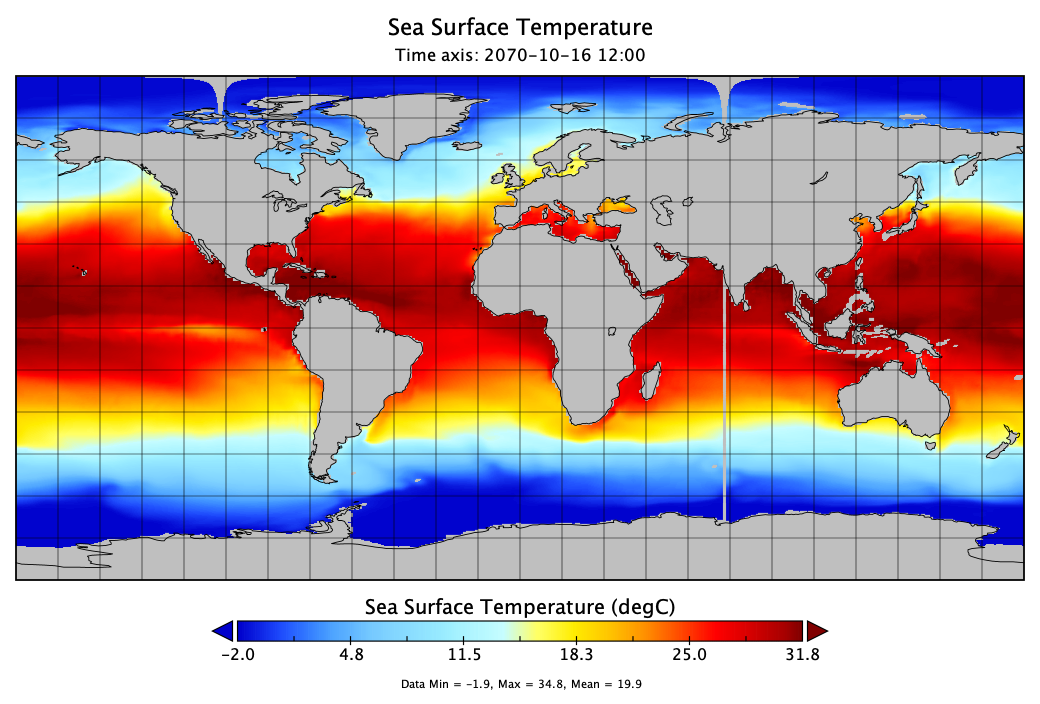 Sea Surface Temperature
Time axis: 2070-10-16 12:00
Sea Surface Temperature (degC)
-2.0 4.8 11.5 18.3 25.0 31.8
Data Min = -1.9, Max = 34.8, Mean = 19.9